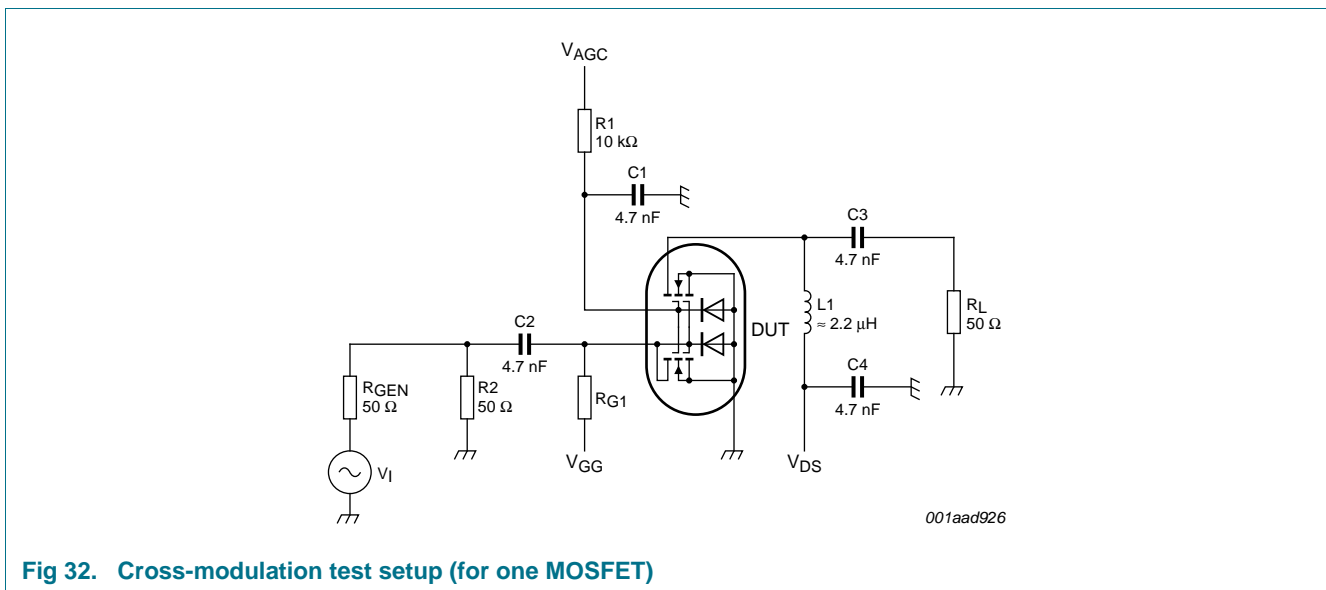 VAGC
R1
10 kΩ
C1
4.7 nF
C3
4.7 nF
L1
≈ 2.2 μH
RL
50 Ω
DUT
C2
4.7 nF
C4
4.7 nF
RGEN
50 Ω
R2
50 Ω
RG1
VI
VGG
VDS
001aad926
Fig 32. Cross-modulation test setup (for one MOSFET)